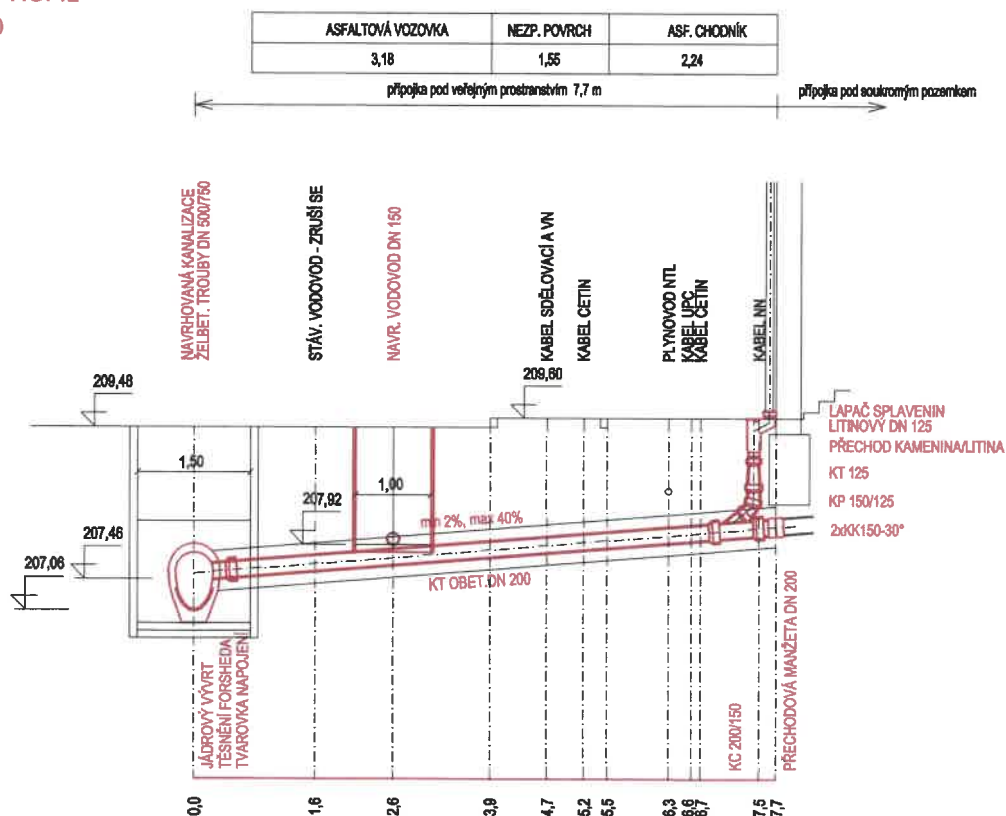 ASFALTOVÁ VOZOVKA NEZP. POVRCH ASF. CHODNÍK
3,18 1,55 2,24
přípojka pod veřejným prostranstvím 7,7 m
přípojka pod soukromým pozemkem
NAVRHOVANÁ KANALIZACE
ŽELBET. TROUBY DN 500/750
STÁV. VODOVOD - ZRUŠÍ SE
NAVR. VODOVOD DN 150
KABEL SDĚLOVACÍ A VN
KABEL CETIN
PLYNOVOD NTL
KABEL UPC
KABEL CETIN
KABEL NN
209,48
209,60
LAPAČ SPLAVENIN
LITINOVÝ DN 125
PŘECHOD KAMENINA/LITINA
KT 125
KP 150/125
2xKK150-30°
1,50
1,00
207,92
min 2%, max 40%
207,46
207,06
KT OBET. DN 200
JÁDROVÝ VÝVRT
TĚSNĚNÍ FORSHEDA
TVAROVKA NAPOJENÍ
KC 200/150
PŘECHODOVÁ MANŽETA DN 200
0,0
1,6
2,6
3,9
4,7
5,2
5,5
6,3
6,6
6,7
7,5
7,7